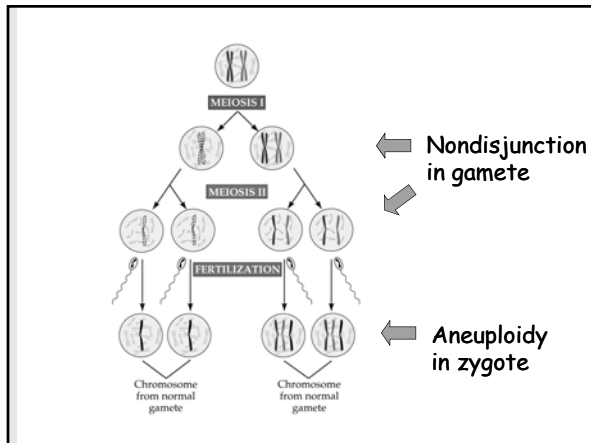 MEIOSIS I
Nondisjunction
in gamete
MEIOSIS II
FERTILIZATION
Aneuploidy
in zygote
Chromosome
from normal
gamete
Chromosome
from normal
gamete